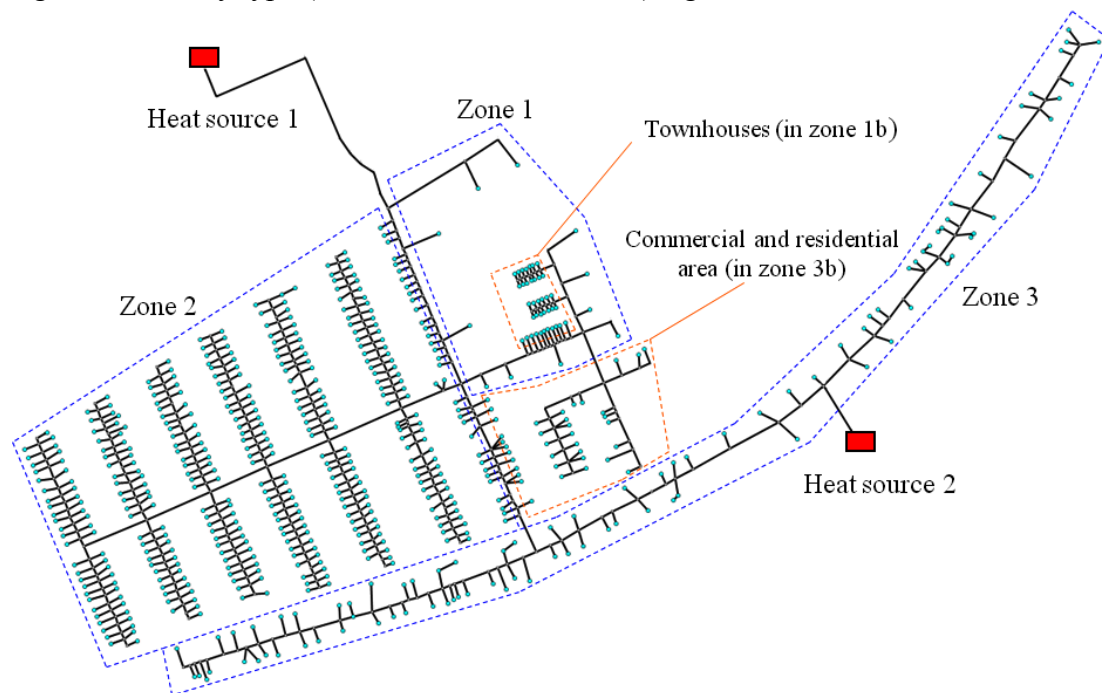 Heat source 1
Zone 1
Townhouses (in zone 1b)
Commercial and residential
area (in zone 3b)
Zone 2
Zone 3
Heat source 2